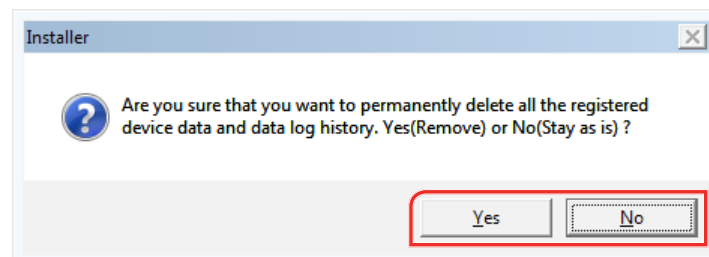 Installer
Are you sure that you want to permanently delete all the registered
device data and data log history. Yes(Remove) or No(Stay as is) ?
Yes
No